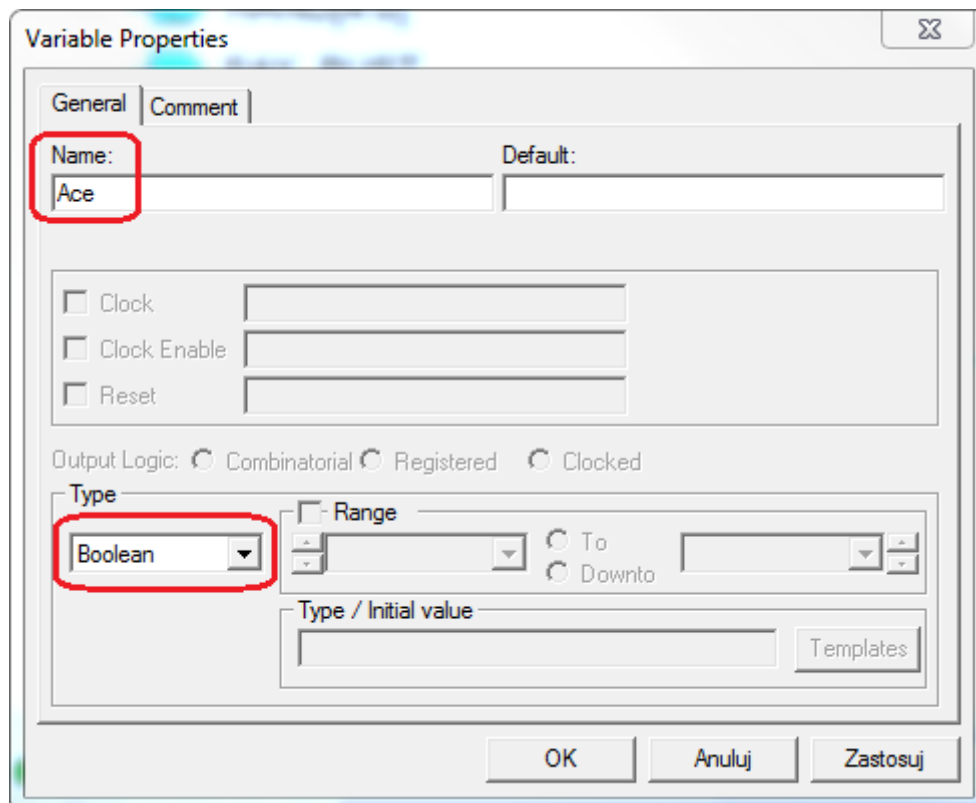 Variable Properties
General Comment
Name: Default:
Ace
Clock
Clock Enable
Reset
Output Logic: Combinatorial Registered Clocked
Type Range
Boolean To
Downto
Type / Initial value
Templates
OK Anuluj Zastosuj